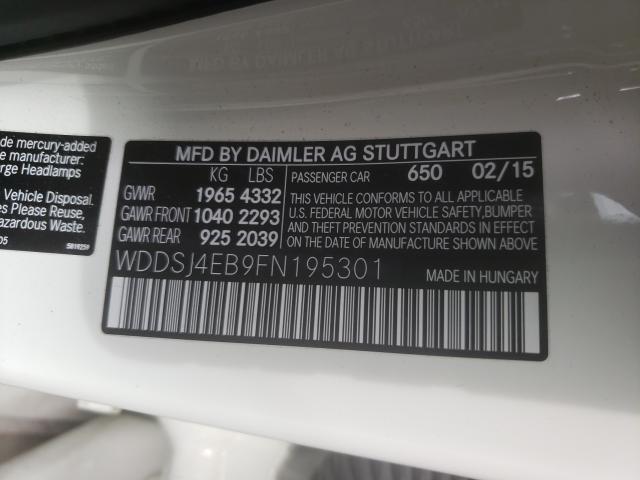 de mercury-added
manufacturer:
rge Headlamps
Vehicle Disposal.
s Please Reuse,
Hazardous Waste.
05
MFD BY DAIMLER AG STUTTGART
KG LBS
GVWR 1965 4332
GAWR FRONT 1040 2293
GAWR REAR 925 2039
PASSENGER CAR 650 02/15
THIS VEHICLE CONFORMS TO ALL APPLICABLE
U.S. FEDERAL MOTOR VEHICLE SAFETY, BUMPER
AND THEFT PREVENTION STANDARDS IN EFFECT
ON THE DATE OF MANUFACTURE SHOWN ABOVE.
WDDSJ4EB9FN195301
MADE IN HUNGARY